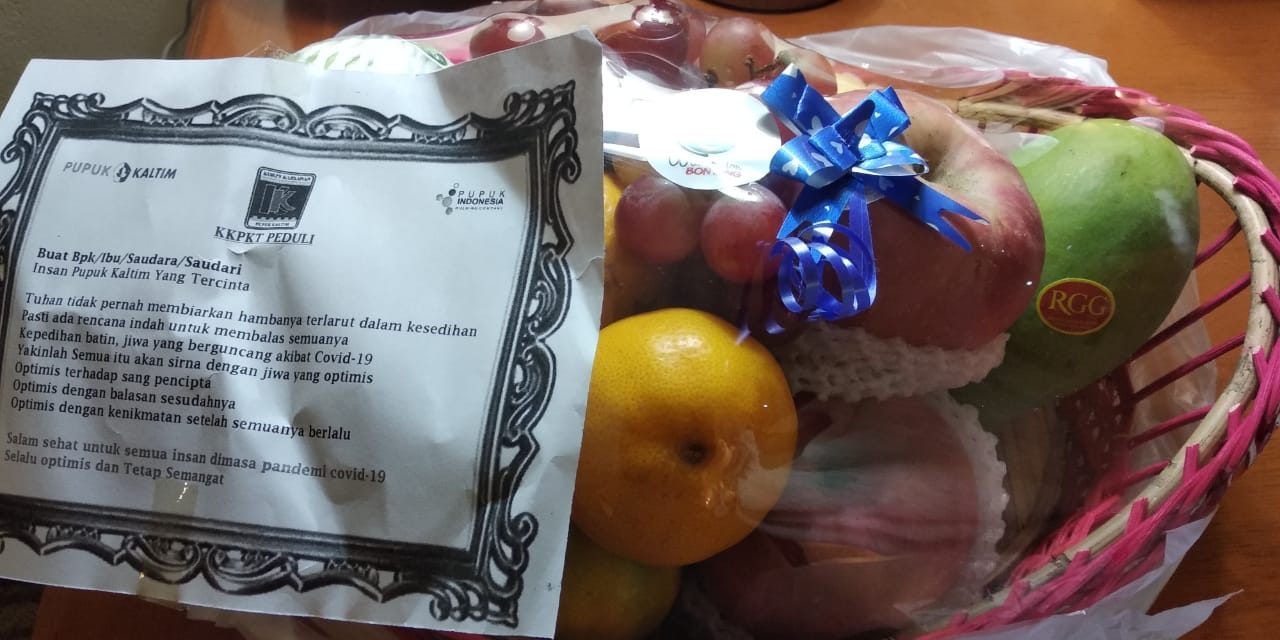 PUPUK KALTIM
KKPKT PEDULI
PUPUK
INDONESIA
HOLDING COMPANY
Buat Bpk/Ibu/Saudara/Saudari
Insan Pupuk Kaltim Yang Tercinta
Tuhan tidak pernah membiarkan hambanya terlarut dalam kesedihan
Pasti ada rencana indah untuk membalas semuanya
Kepedihan batin, jiwa yang berguncang akibat Covid-19
Yakinlah Semua itu akan sirna dengan jiwa yang optimis
Optimis terhadap sang pencipta
Optimis dengan balasan sesudahnya
Optimis dengan kenikmatan setelah semuanya berlalu
Salam sehat untuk semua insan dimasa pandemi covid-19
Selalu optimis dan Tetap Semangat
BONTANG
RGG